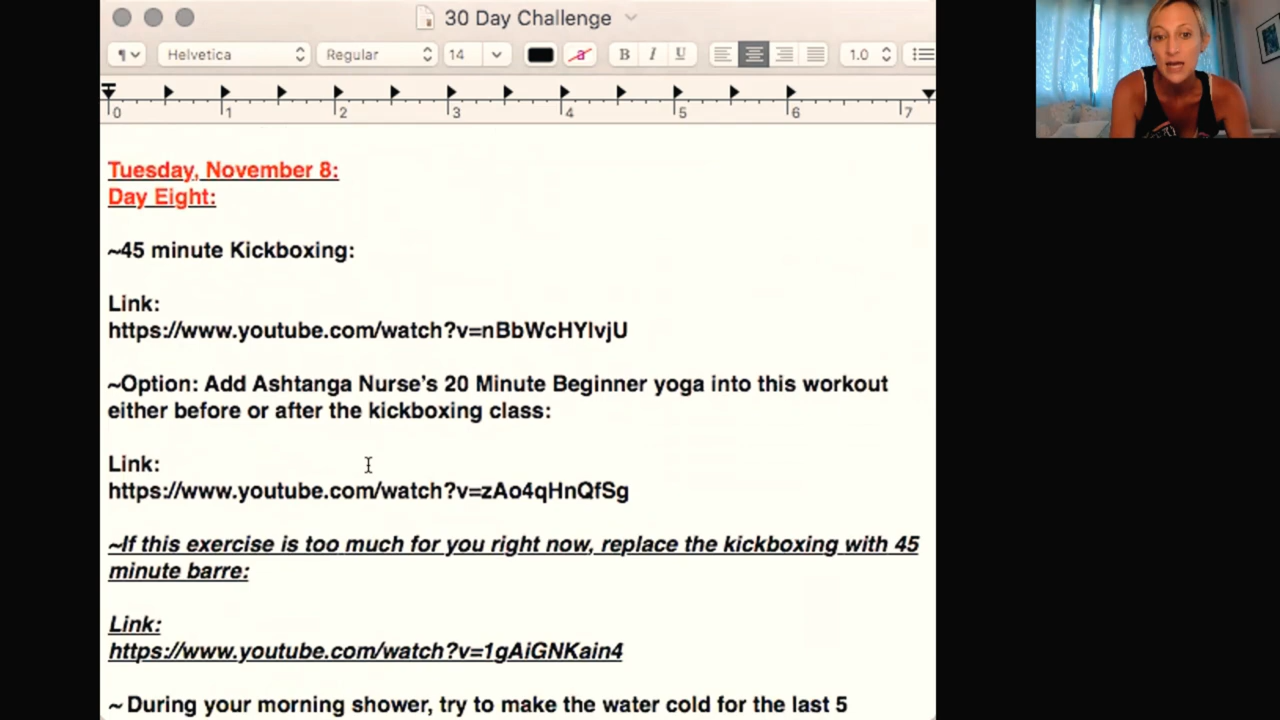 30 Day Challenge
¶ Helvetica Regular 14 a B I U 1.0
0 1 2 3 4 5 6 7
Tuesday, November 8:
Day Eight:
~45 minute Kickboxing:
Link:
https://www.youtube.com/watch?v=nBbWcHYlvjU
~Option: Add Ashtanga Nurse’s 20 Minute Beginner yoga into this workout
either before or after the kickboxing class:
Link:
https://www.youtube.com/watch?v=zAo4qHnQfSg
~If this exercise is too much for you right now, replace the kickboxing with 45
minute barre:
Link:
https://www.youtube.com/watch?v=1gAiGNKain4
~ During your morning shower, try to make the water cold for the last 5